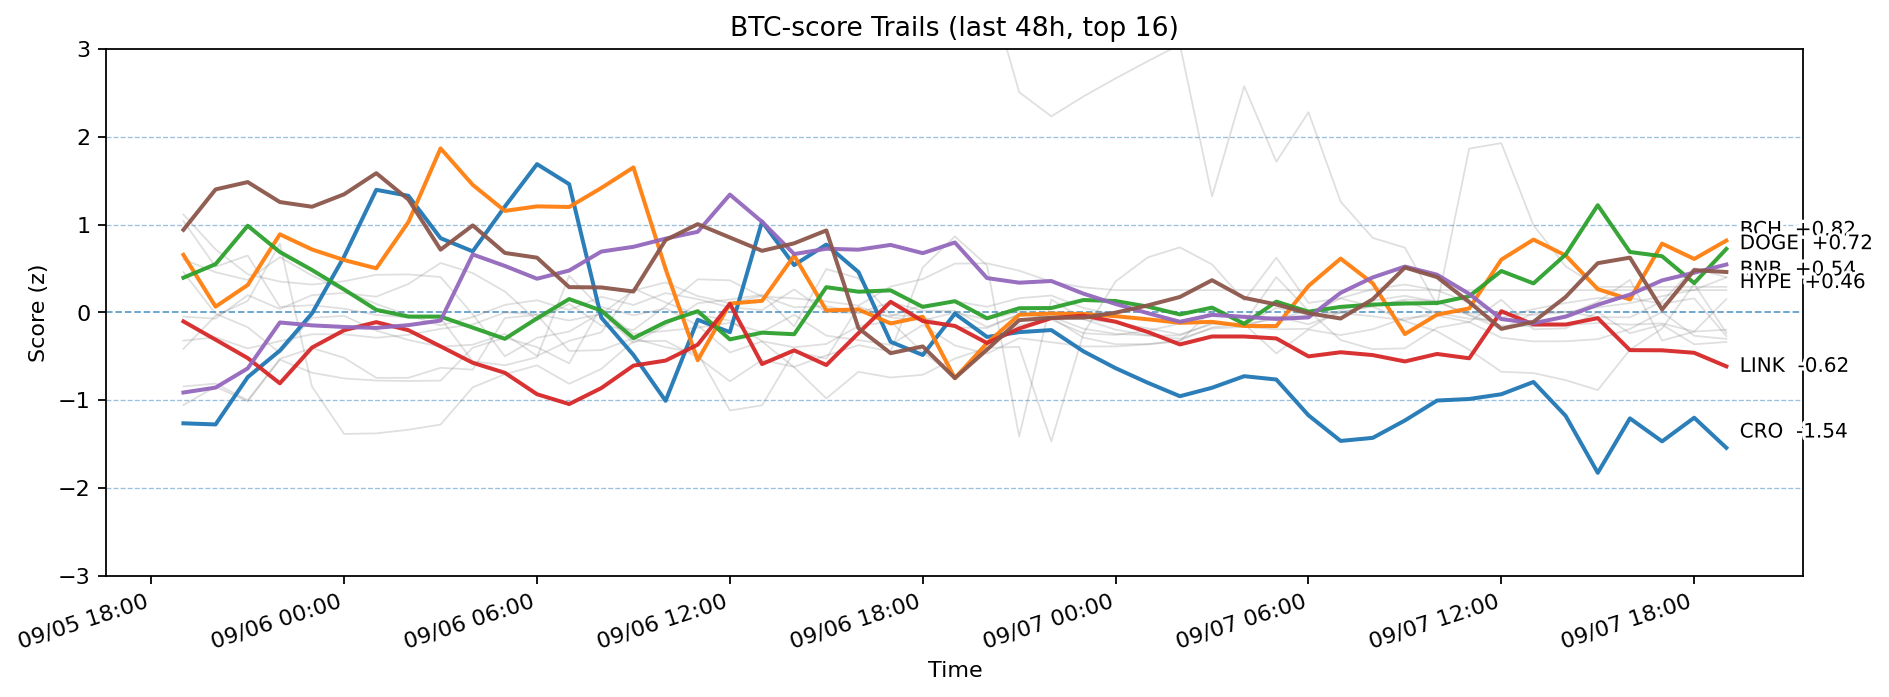 BTC-score Trails (last 48h, top 16)
Score (z)
3
2
1
0
−1
−2
−3
BCH +0.82
DOGE +0.72
BNB +0.54
HYPE +0.46
LINK -0.62
CRO -1.54
09/05 18:00
09/06 00:00
09/06 06:00
09/06 12:00
09/06 18:00
09/07 00:00
09/07 06:00
09/07 12:00
09/07 18:00
Time